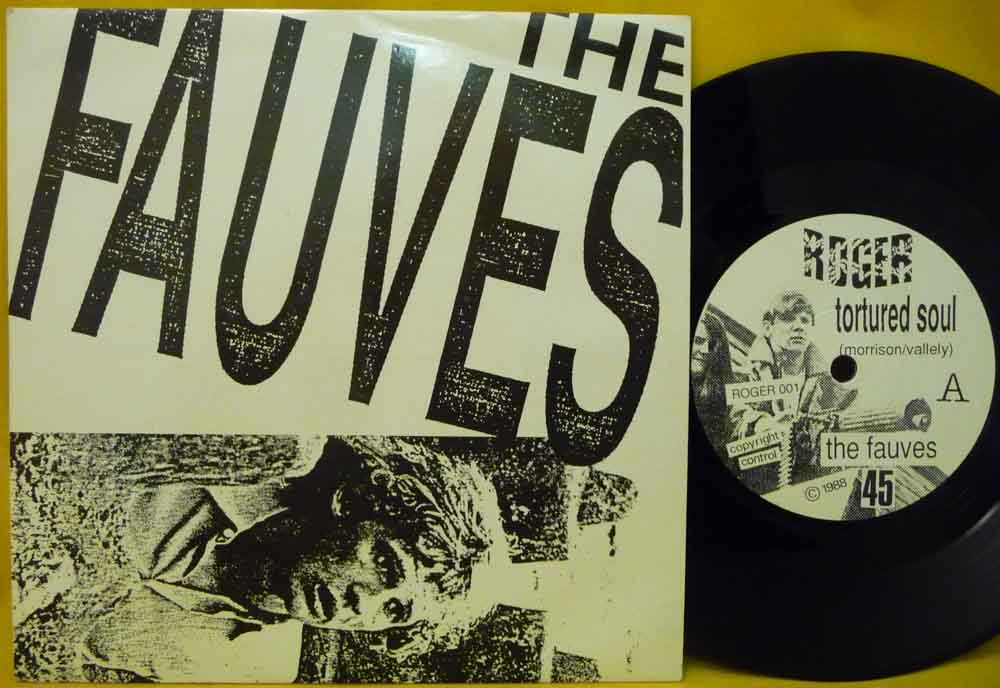 THE
FAUVES
ROGER
tortured soul
(morrison/vallely)
ROGER 001
A
copyright
control
the fauves
© 1988
45